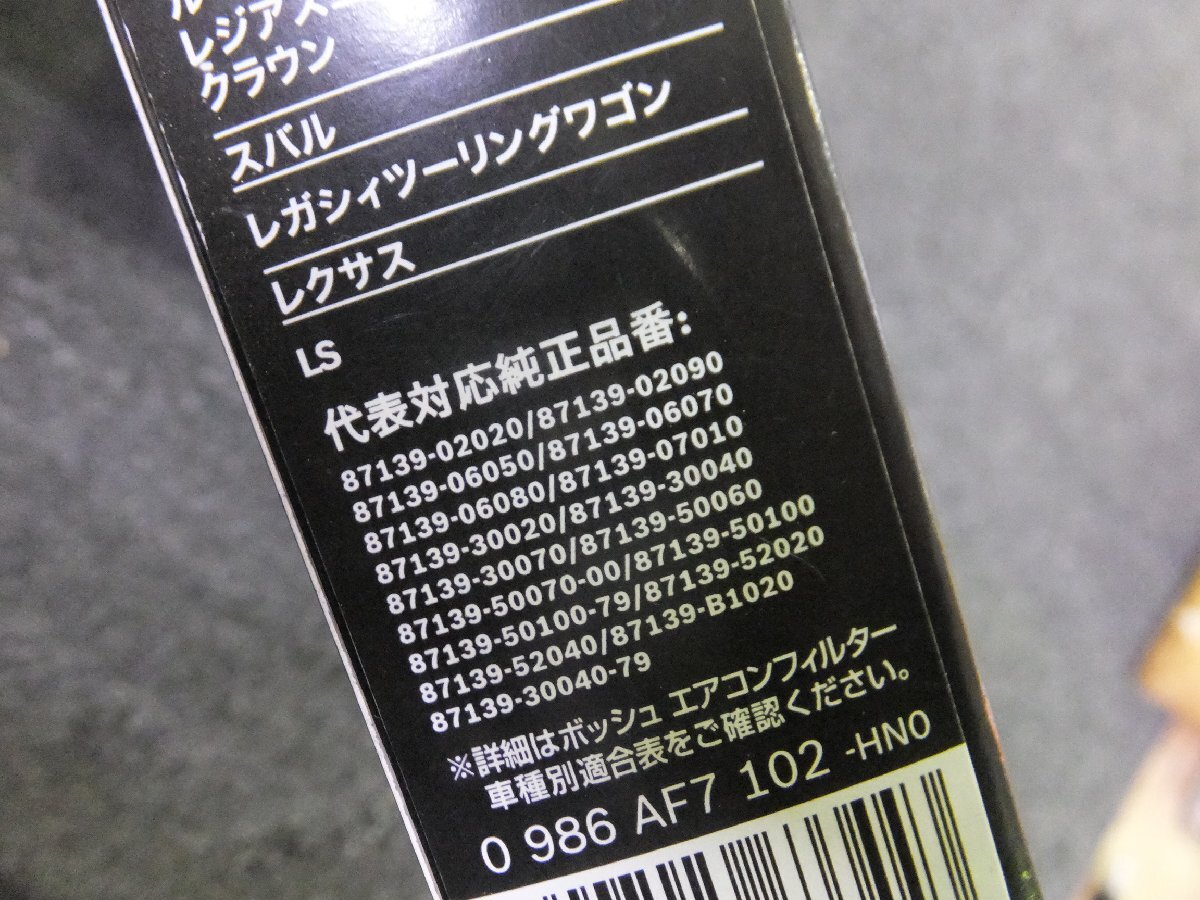 レジアス
クラウン
スバル
レガシィツーリングワゴン
レクサス
LS
代表対応純正品番:
87139-02020/87139-02090
87139-06050/87139-06070
87139-06080/87139-07010
87139-30020/87139-30040
87139-30070/87139-50060
87139-50070-00/87139-50100
87139-50100-79/87139-52020
87139-52040/87139-B1020
87139-30040-79
※詳細はボッシュ エアコンフィルター
車種別適合表をご確認ください。
0 986 AF7 102 -HN0